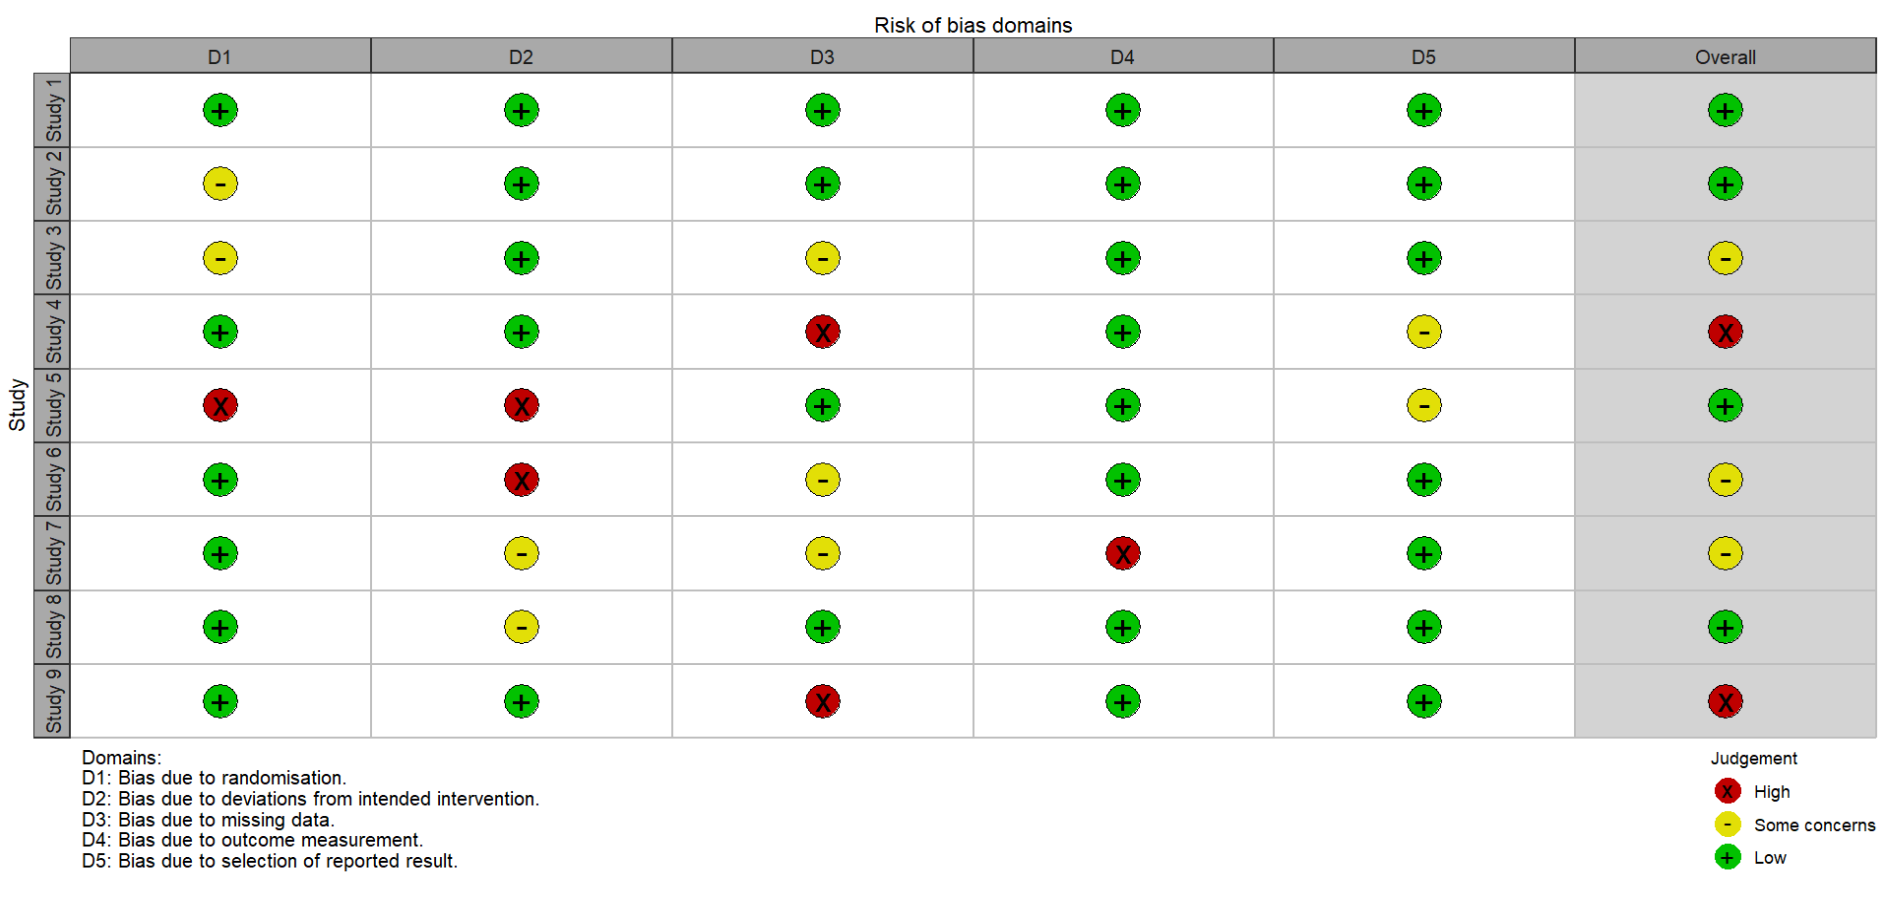 Risk of bias domains
D1 D2 D3 D4 D5 Overall
Study
Study 1 + + + + + +
Study 2 - + + + + +
Study 3 - + - + + -
Study 4 + + X + - X
Study 5 X X + + - +
Study 6 + X - + + -
Study 7 + - - X + -
Study 8 + - + + + +
Study 9 + + X + + X
Domains:
D1: Bias due to randomisation.
D2: Bias due to deviations from intended intervention.
D3: Bias due to missing data.
D4: Bias due to outcome measurement.
D5: Bias due to selection of reported result.
Judgement
X High
- Some concerns
+ Low